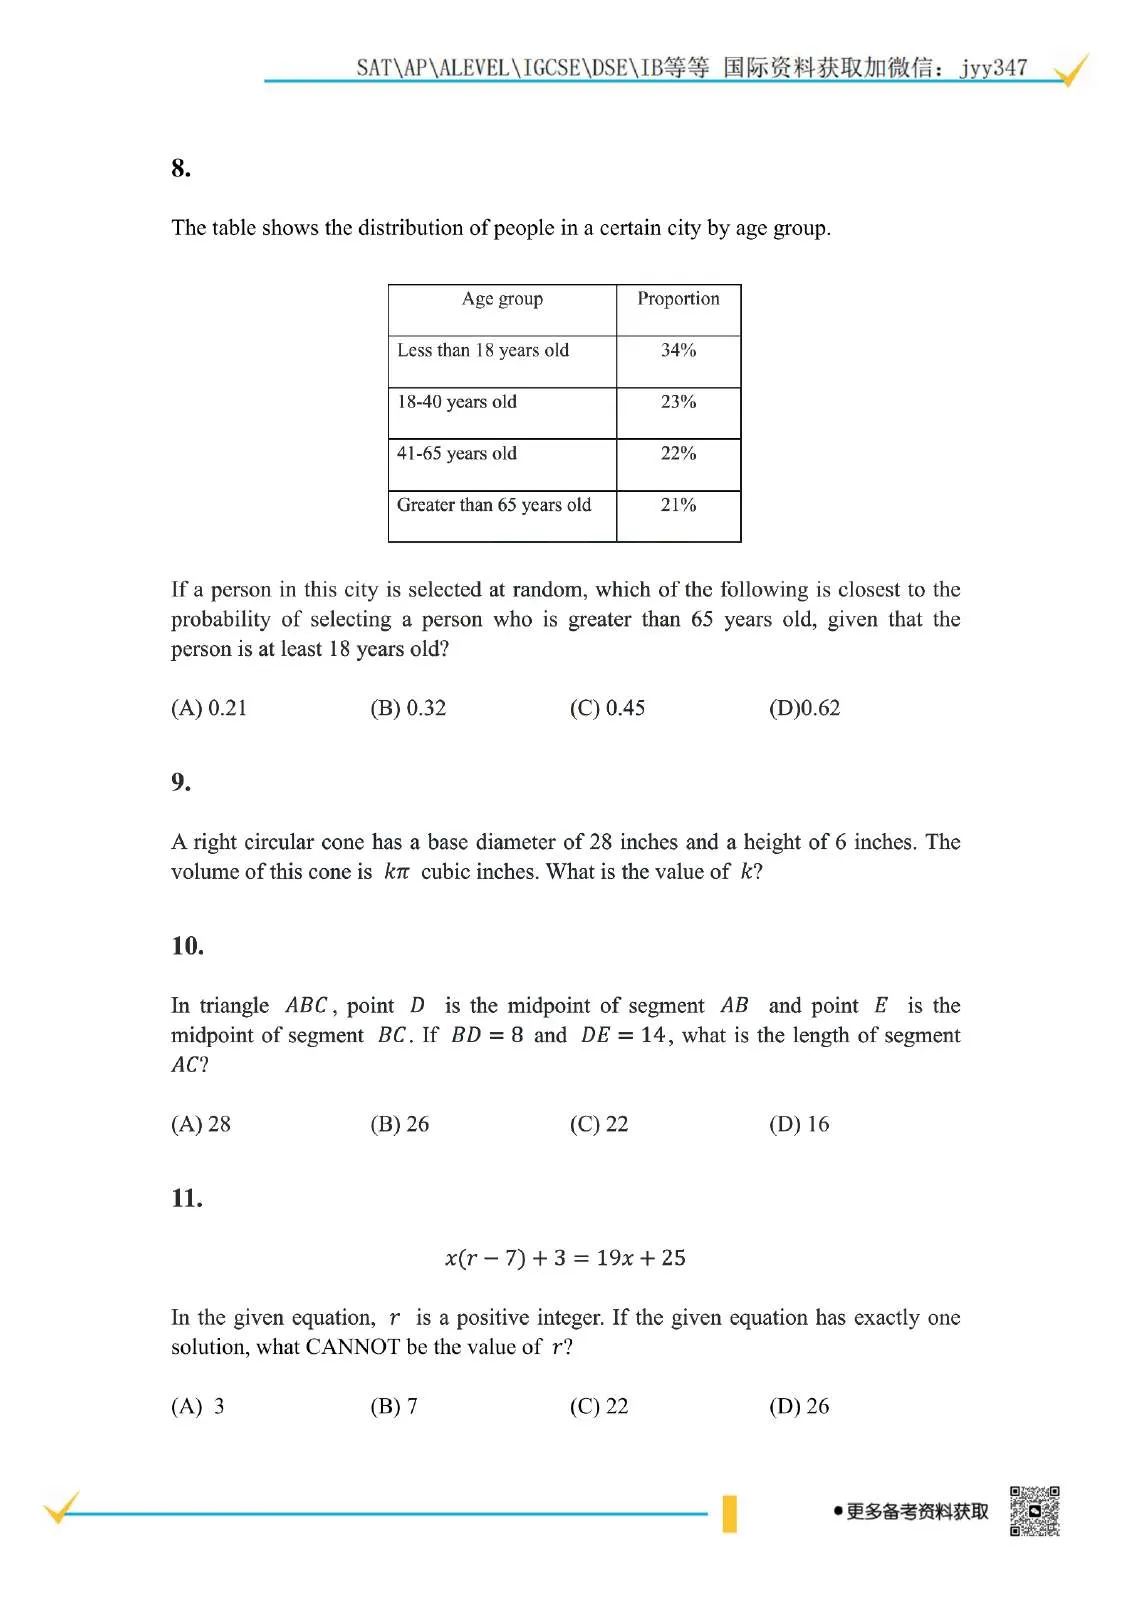 SAT\AP\ALEVEL\IGCSE\DSE\IB等等 国际资料获取加微信：jyy347
8.
The table shows the distribution of people in a certain city by age group.
Age group Proportion
Less than 18 years old 34%
18-40 years old 23%
41-65 years old 22%
Greater than 65 years old 21%
If a person in this city is selected at random, which of the following is closest to the
probability of selecting a person who is greater than 65 years old, given that the
person is at least 18 years old?
(A) 0.21 (B) 0.32 (C) 0.45 (D)0.62
9.
A right circular cone has a base diameter of 28 inches and a height of 6 inches. The
volume of this cone is kπ cubic inches. What is the value of k?
10.
In triangle ABC, point D is the midpoint of segment AB and point E is the
midpoint of segment BC. If BD = 8 and DE = 14, what is the length of segment
AC?
(A) 28 (B) 26 (C) 22 (D) 16
11.
x(r − 7) + 3 = 19x + 25
In the given equation, r is a positive integer. If the given equation has exactly one
solution, what CANNOT be the value of r?
(A) 3 (B) 7 (C) 22 (D) 26
•更多备考资料获取